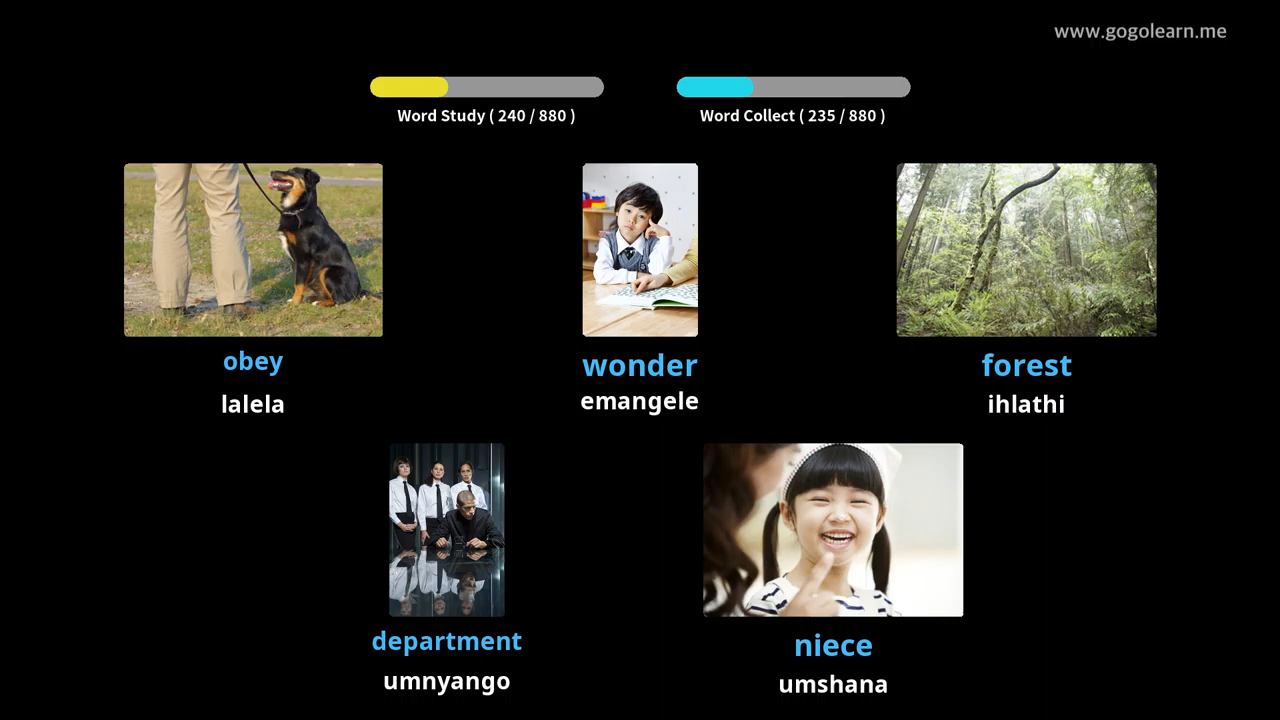 www.gogolearn.me
Word Study ( 240 / 880 )
Word Collect ( 235 / 880 )
obey
lalela
wonder
emangele
forest
ihlathi
department
umnyango
niece
umshana